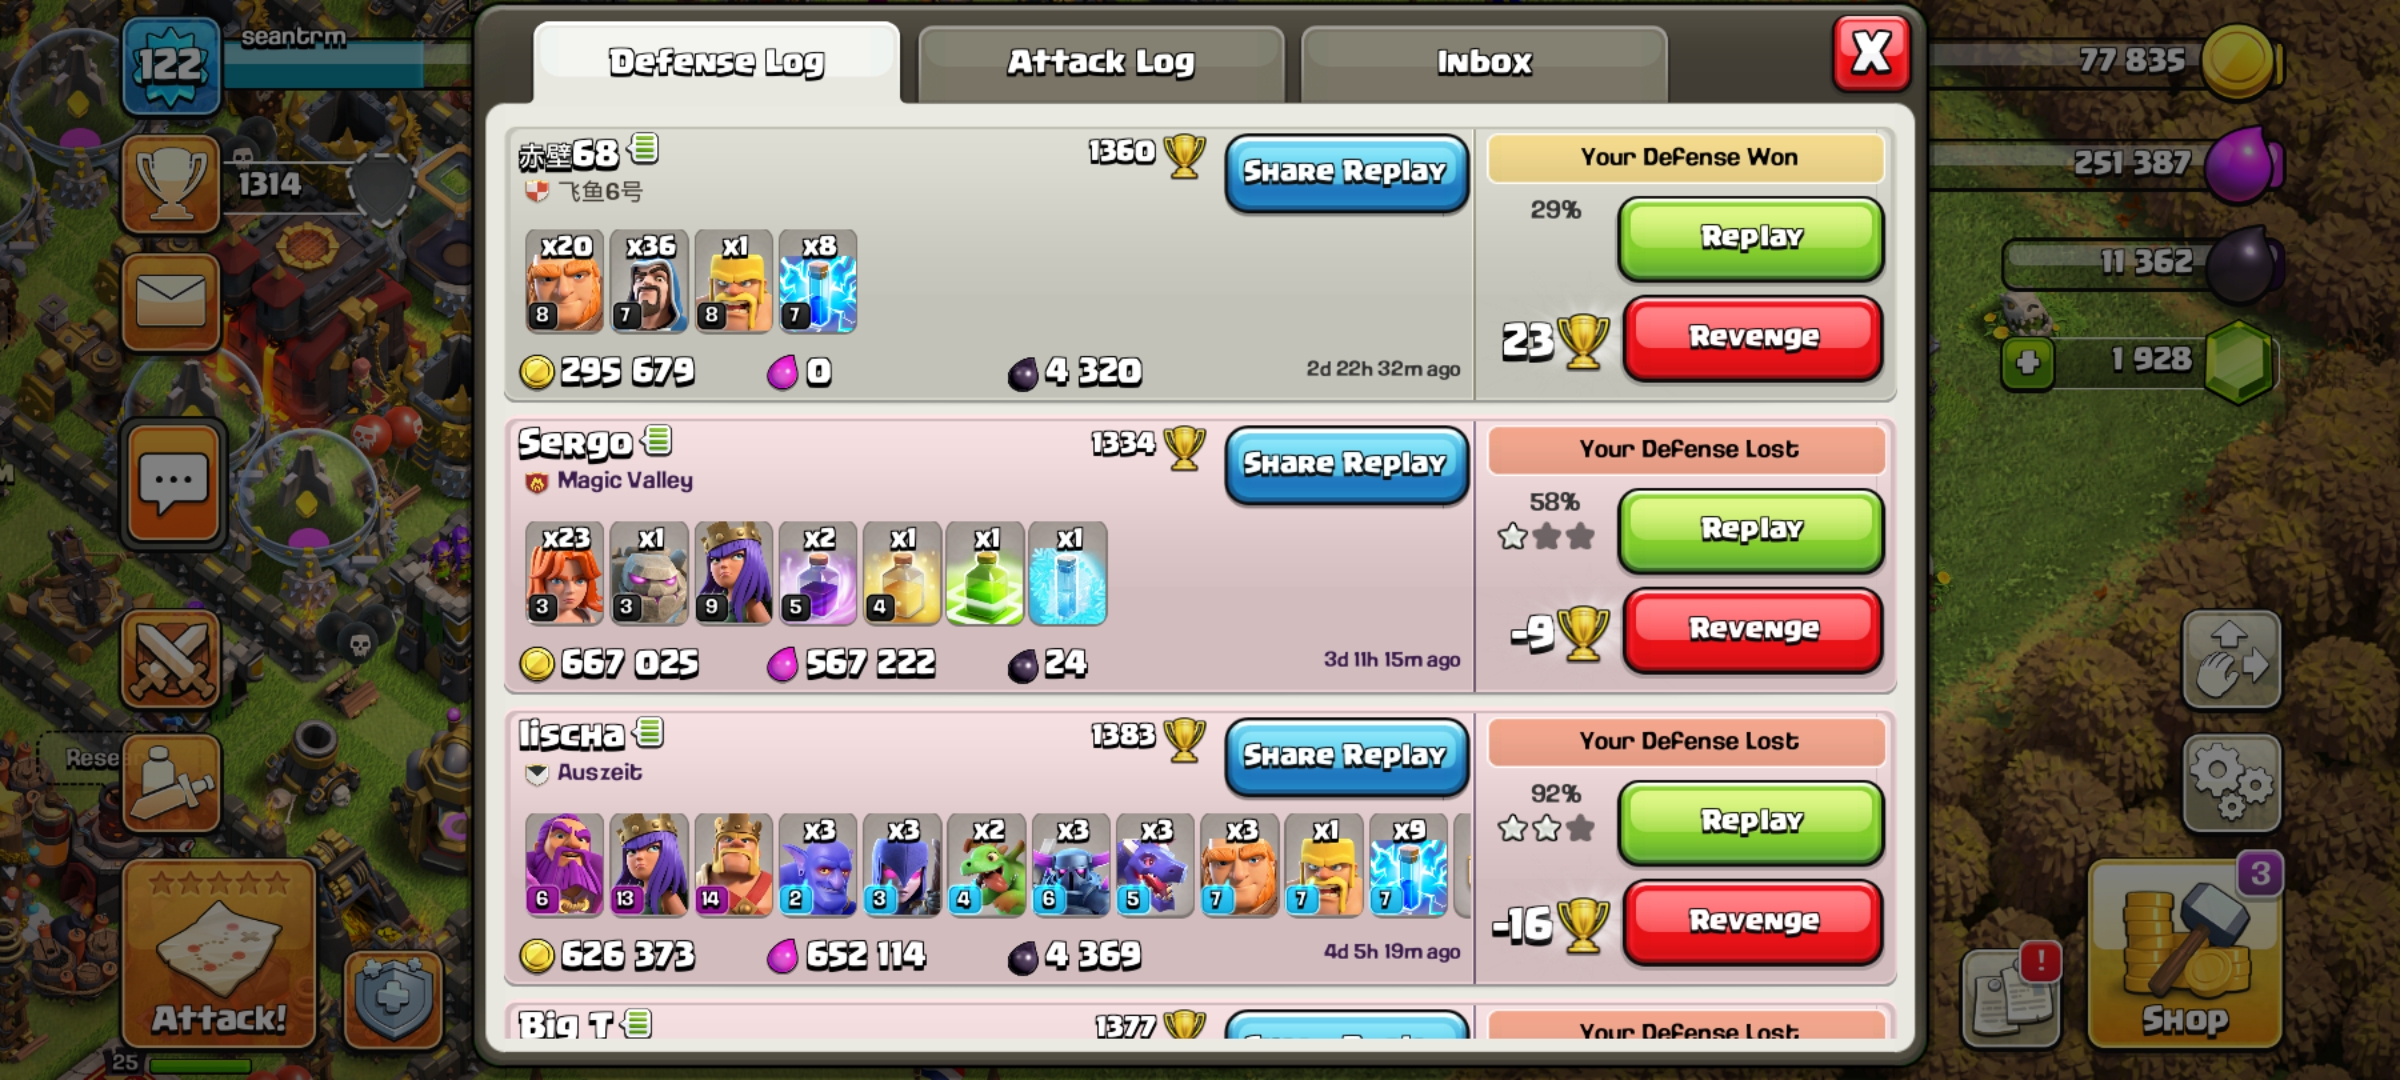 122
seantrm
1314
Defense Log
Attack Log
Inbox
X
77 835
251 387
11 362
1 928
赤壁68
飞鱼6号
1360
Share Replay
Your Defense Won
29%
Replay
23
Revenge
x20 x36 x1 x8
8 7 8 7
295 679 0 4 320
2d 22h 32m ago
Sergo
Magic Valley
1334
Share Replay
Your Defense Lost
58%
Replay
-9
Revenge
x23 x1 x2 x1 x1 x1
3 3 9 5 4
667 025 567 222 24
3d 11h 15m ago
lischa
Auszeit
1383
Share Replay
Your Defense Lost
92%
Replay
-16
Revenge
x3 x3 x2 x3 x3 x3 x1 x9
6 13 14 2 3 4 6 5 7 7 7
626 373 652 114 4 369
4d 5h 19m ago
Big T
1377
Your Defense Lost
Attack!
25
3
!
Shop